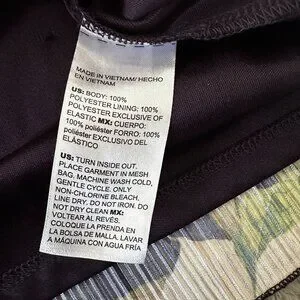 MADE IN VIETNAM/ HECHO
EN VIETNAM
US: BODY: 100%
POLYESTER LINING: 100%
POLYESTER EXCLUSIVE OF
ELASTIC MX: CUERPO:
100% poliéster FORRO: 100%
poliéster EXCLUSIVO DEL
ELÁSTICO
US: TURN INSIDE OUT.
PLACE GARMENT IN MESH
BAG, MACHINE WASH COLD,
GENTLE CYCLE. ONLY
NON-CHLORINE BLEACH.
LINE DRY. DO NOT IRON. DO
NOT DRY CLEAN MX:
VOLTEAR AL REVÉS.
COLOQUE LA PRENDA EN
LA BOLSA DE MALLA. LAVAR
A MÁQUINA CON AGUA FRÍA